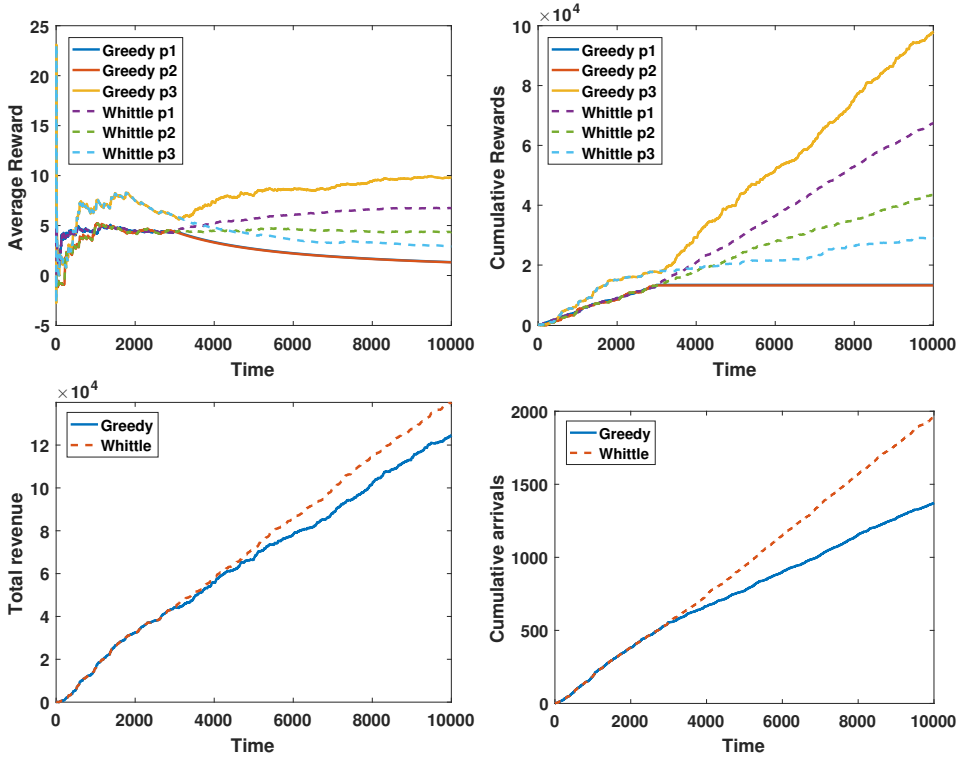 25
20
15
10
5
0
-5
Average Reward
0 2000 4000 6000 8000 10000
Time
Greedy p1
Greedy p2
Greedy p3
Whittle p1
Whittle p2
Whittle p3
×10⁴
10
8
6
4
2
0
Cumulative Rewards
0 2000 4000 6000 8000 10000
Time
Greedy p1
Greedy p2
Greedy p3
Whittle p1
Whittle p2
Whittle p3
×10⁴
12
10
8
6
4
2
0
Total revenue
0 2000 4000 6000 8000 10000
Time
Greedy
Whittle
2000
1500
1000
500
0
Cumulative arrivals
0 2000 4000 6000 8000 10000
Time
Greedy
Whittle